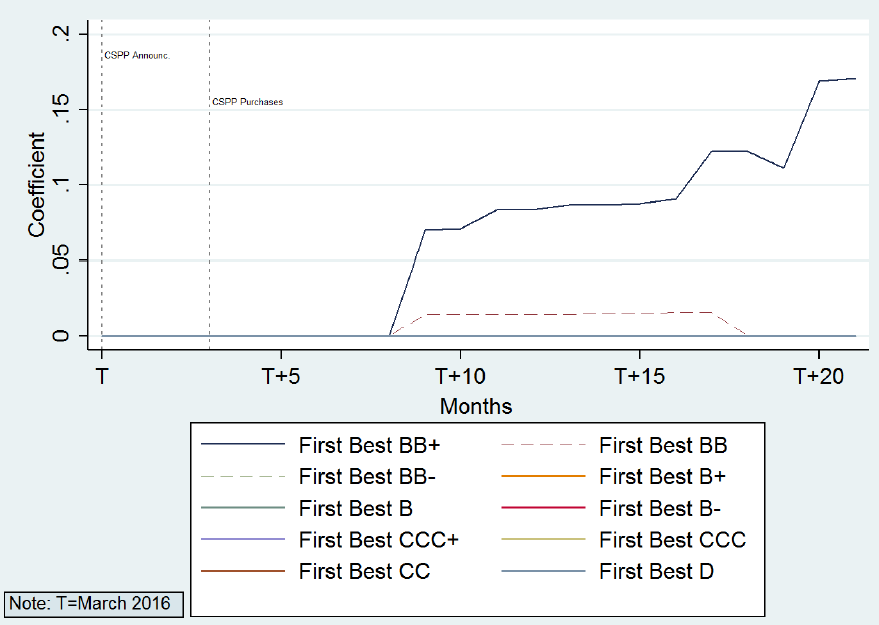 .2
.15
.1
.05
0
Coefficient
CSPP Announc.
CSPP Purchases
T T+5 T+10 T+15 T+20
Months
First Best BB+ First Best BB
First Best BB- First Best B+
First Best B First Best B-
First Best CCC+ First Best CCC
First Best CC First Best D
Note: T=March 2016